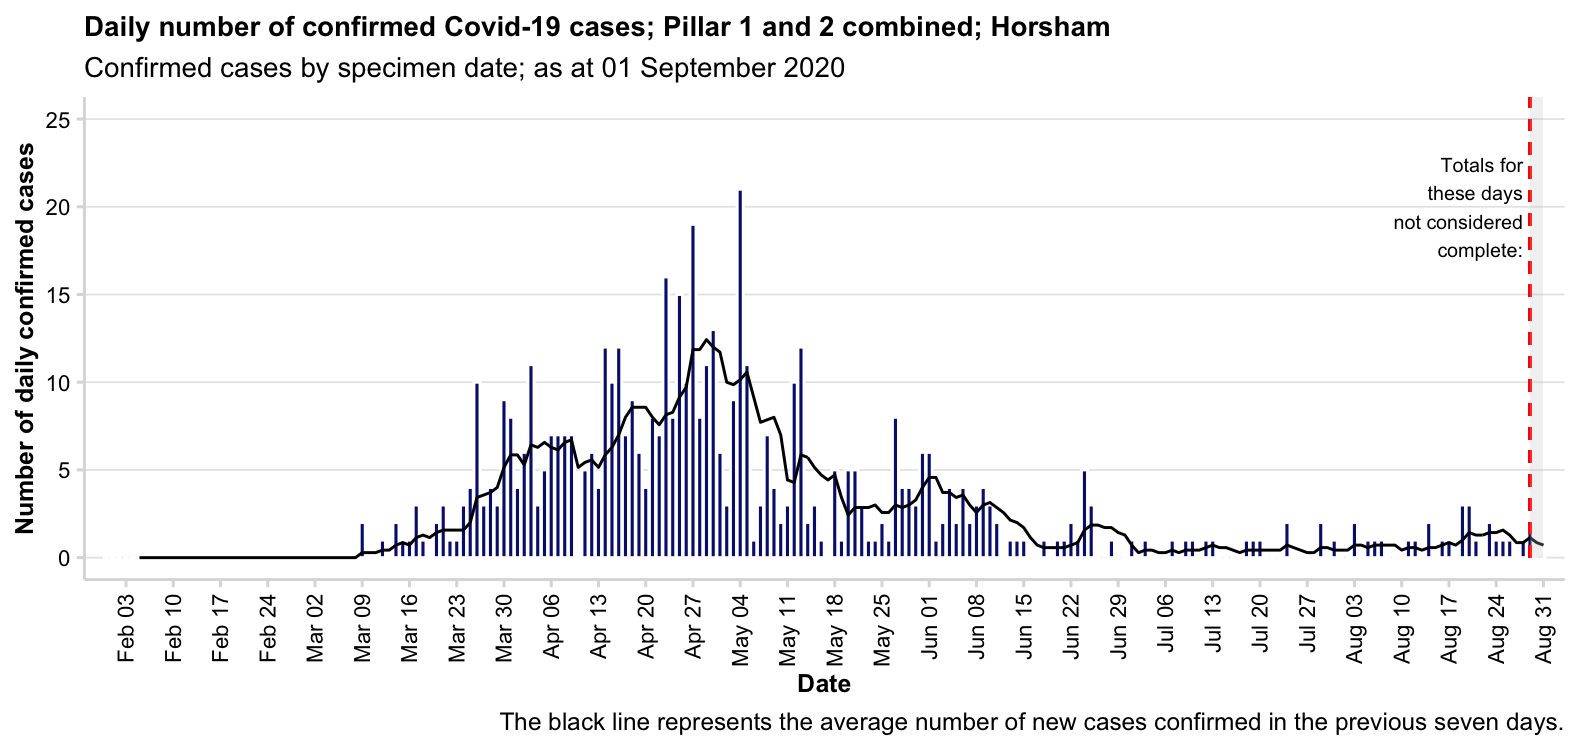 Daily number of confirmed Covid-19 cases; Pillar 1 and 2 combined; Horsham
Confirmed cases by specimen date; as at 01 September 2020
Number of daily confirmed cases
25
20
15
10
5
0
Totals for
these days
not considered
complete:
Feb 03
Feb 10
Feb 17
Feb 24
Mar 02
Mar 09
Mar 16
Mar 23
Mar 30
Apr 06
Apr 13
Apr 20
Apr 27
May 04
May 11
May 18
May 25
Jun 01
Jun 08
Jun 15
Jun 22
Jun 29
Jul 06
Jul 13
Jul 20
Jul 27
Aug 03
Aug 10
Aug 17
Aug 24
Aug 31
Date
The black line represents the average number of new cases confirmed in the previous seven days.